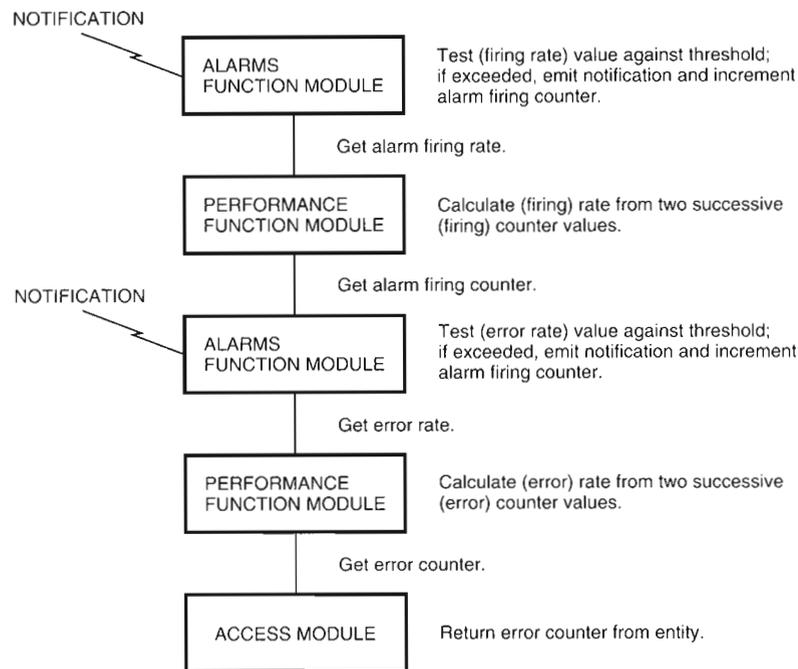 NOTIFICATION
ALARMS
FUNCTION MODULE
Test (firing rate) value against threshold;
if exceeded, emit notification and increment
alarm firing counter.
Get alarm firing rate.
PERFORMANCE
FUNCTION MODULE
Calculate (firing) rate from two successive
(firing) counter values.
Get alarm firing counter.
NOTIFICATION
ALARMS
FUNCTION MODULE
Test (error rate) value against threshold;
if exceeded, emit notification and increment
alarm firing counter.
Get error rate.
PERFORMANCE
FUNCTION MODULE
Calculate (error) rate from two successive
(error) counter values.
Get error counter.
ACCESS MODULE
Return error counter from entity.